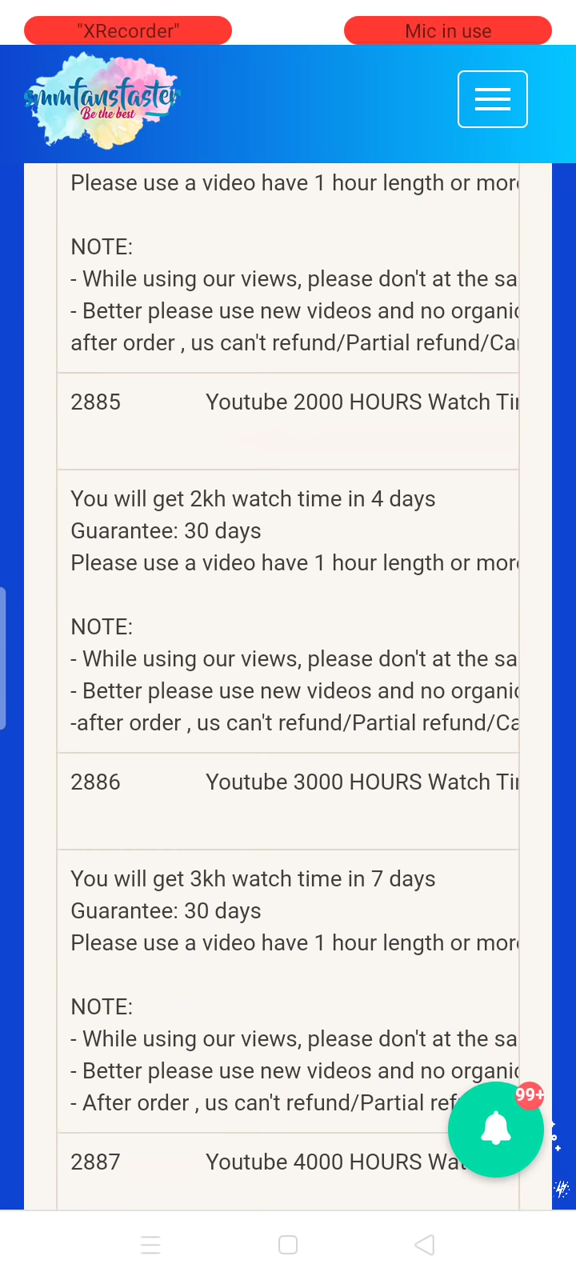 "XRecorder"
Mic in use
smmfansfaster
Be the best
Please use a video have 1 hour length or more
NOTE:
- While using our views, please don't at the sa
- Better please use new videos and no organic
after order , us can't refund/Partial refund/Ca
2885 Youtube 2000 HOURS Watch Ti
You will get 2kh watch time in 4 days
Guarantee: 30 days
Please use a video have 1 hour length or more
NOTE:
- While using our views, please don't at the sa
- Better please use new videos and no organic
-after order , us can't refund/Partial refund/Ca
2886 Youtube 3000 HOURS Watch Ti
You will get 3kh watch time in 7 days
Guarantee: 30 days
Please use a video have 1 hour length or more
NOTE:
- While using our views, please don't at the sa
- Better please use new videos and no organic
- After order , us can't refund/Partial ref
99+
2887 Youtube 4000 HOURS Wat